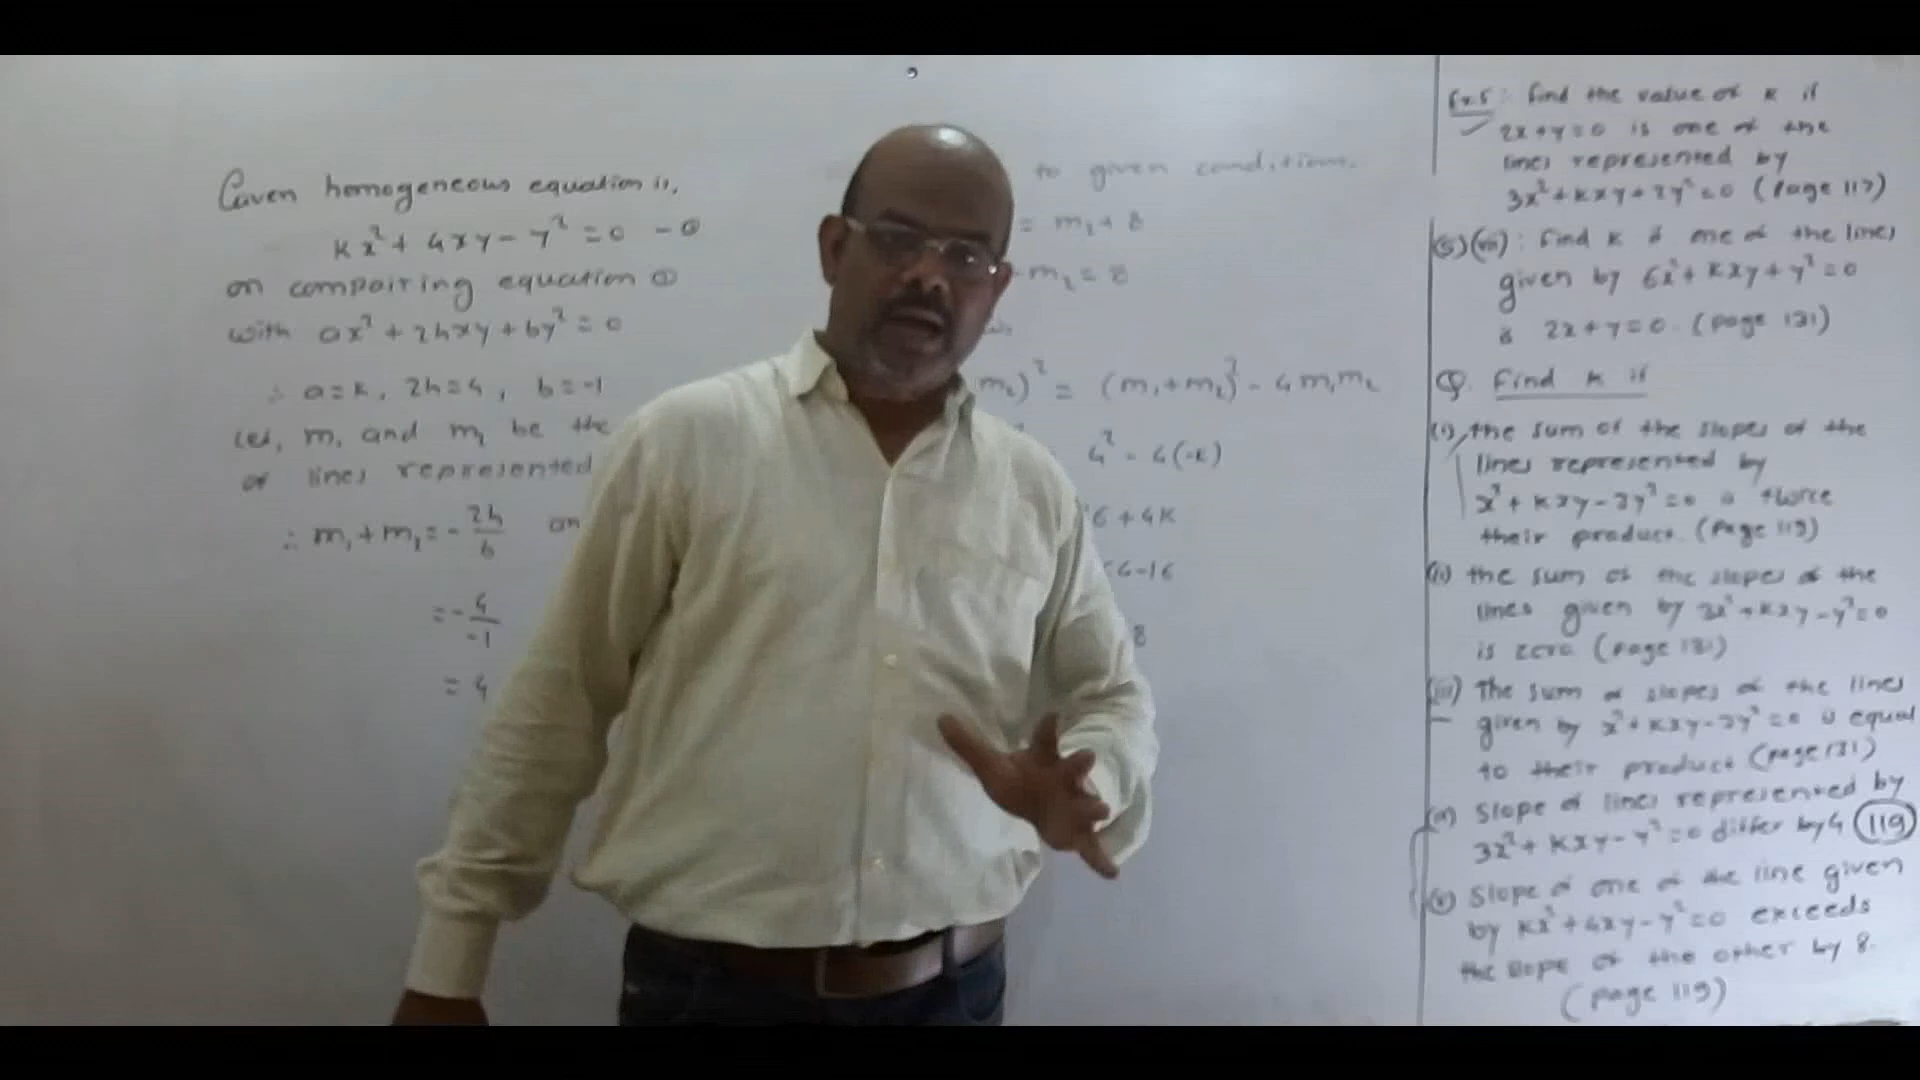 Given homogeneous equation is,
kx² + 4xy - y² = 0 - ①
on compairing equation ①
with ax² + 2hxy + by² = 0
∴ a = k, 2h = 4, b = -1
Let, m₁ and m₂ be the
of lines represented
∴ m₁ + m₂ = - 2h/b
= - 4/-1
= 4
to given conditions.
= m₂ + 8
m₂ = 8
m₂)² = (m₁ + m₂)² - 4m₁m₂
4² - 4(-k)
6 + 4k
64 - 16
8
Ex.5 : Find the value of k if
2x + y = 0 is one of the
lines represented by
3x² + kxy + 2y² = 0 (Page 117)
(5)(vii) : Find k if one of the lines
given by 6x² + kxy + y² = 0
is 2x + y = 0. (page 131)
Q. Find k if
(i) the sum of the slopes of the
lines represented by
x² + kxy - 3y² = 0 is twice
their product. (Page 119)
(ii) the sum of the slopes of the
lines given by 3x² + kxy - y² = 0
is zero (page 131)
(iii) The sum of slopes of the lines
given by x² + kxy - 3y² = 0 is equal
to their product (page 131)
slope of lines represented by
3x² + kxy - y² = 0 differ by 4 (119)
(v) slope of one of the line given
by kx² + 4xy - y² = 0 exceeds
the slope of the other by 8.
(page 119)